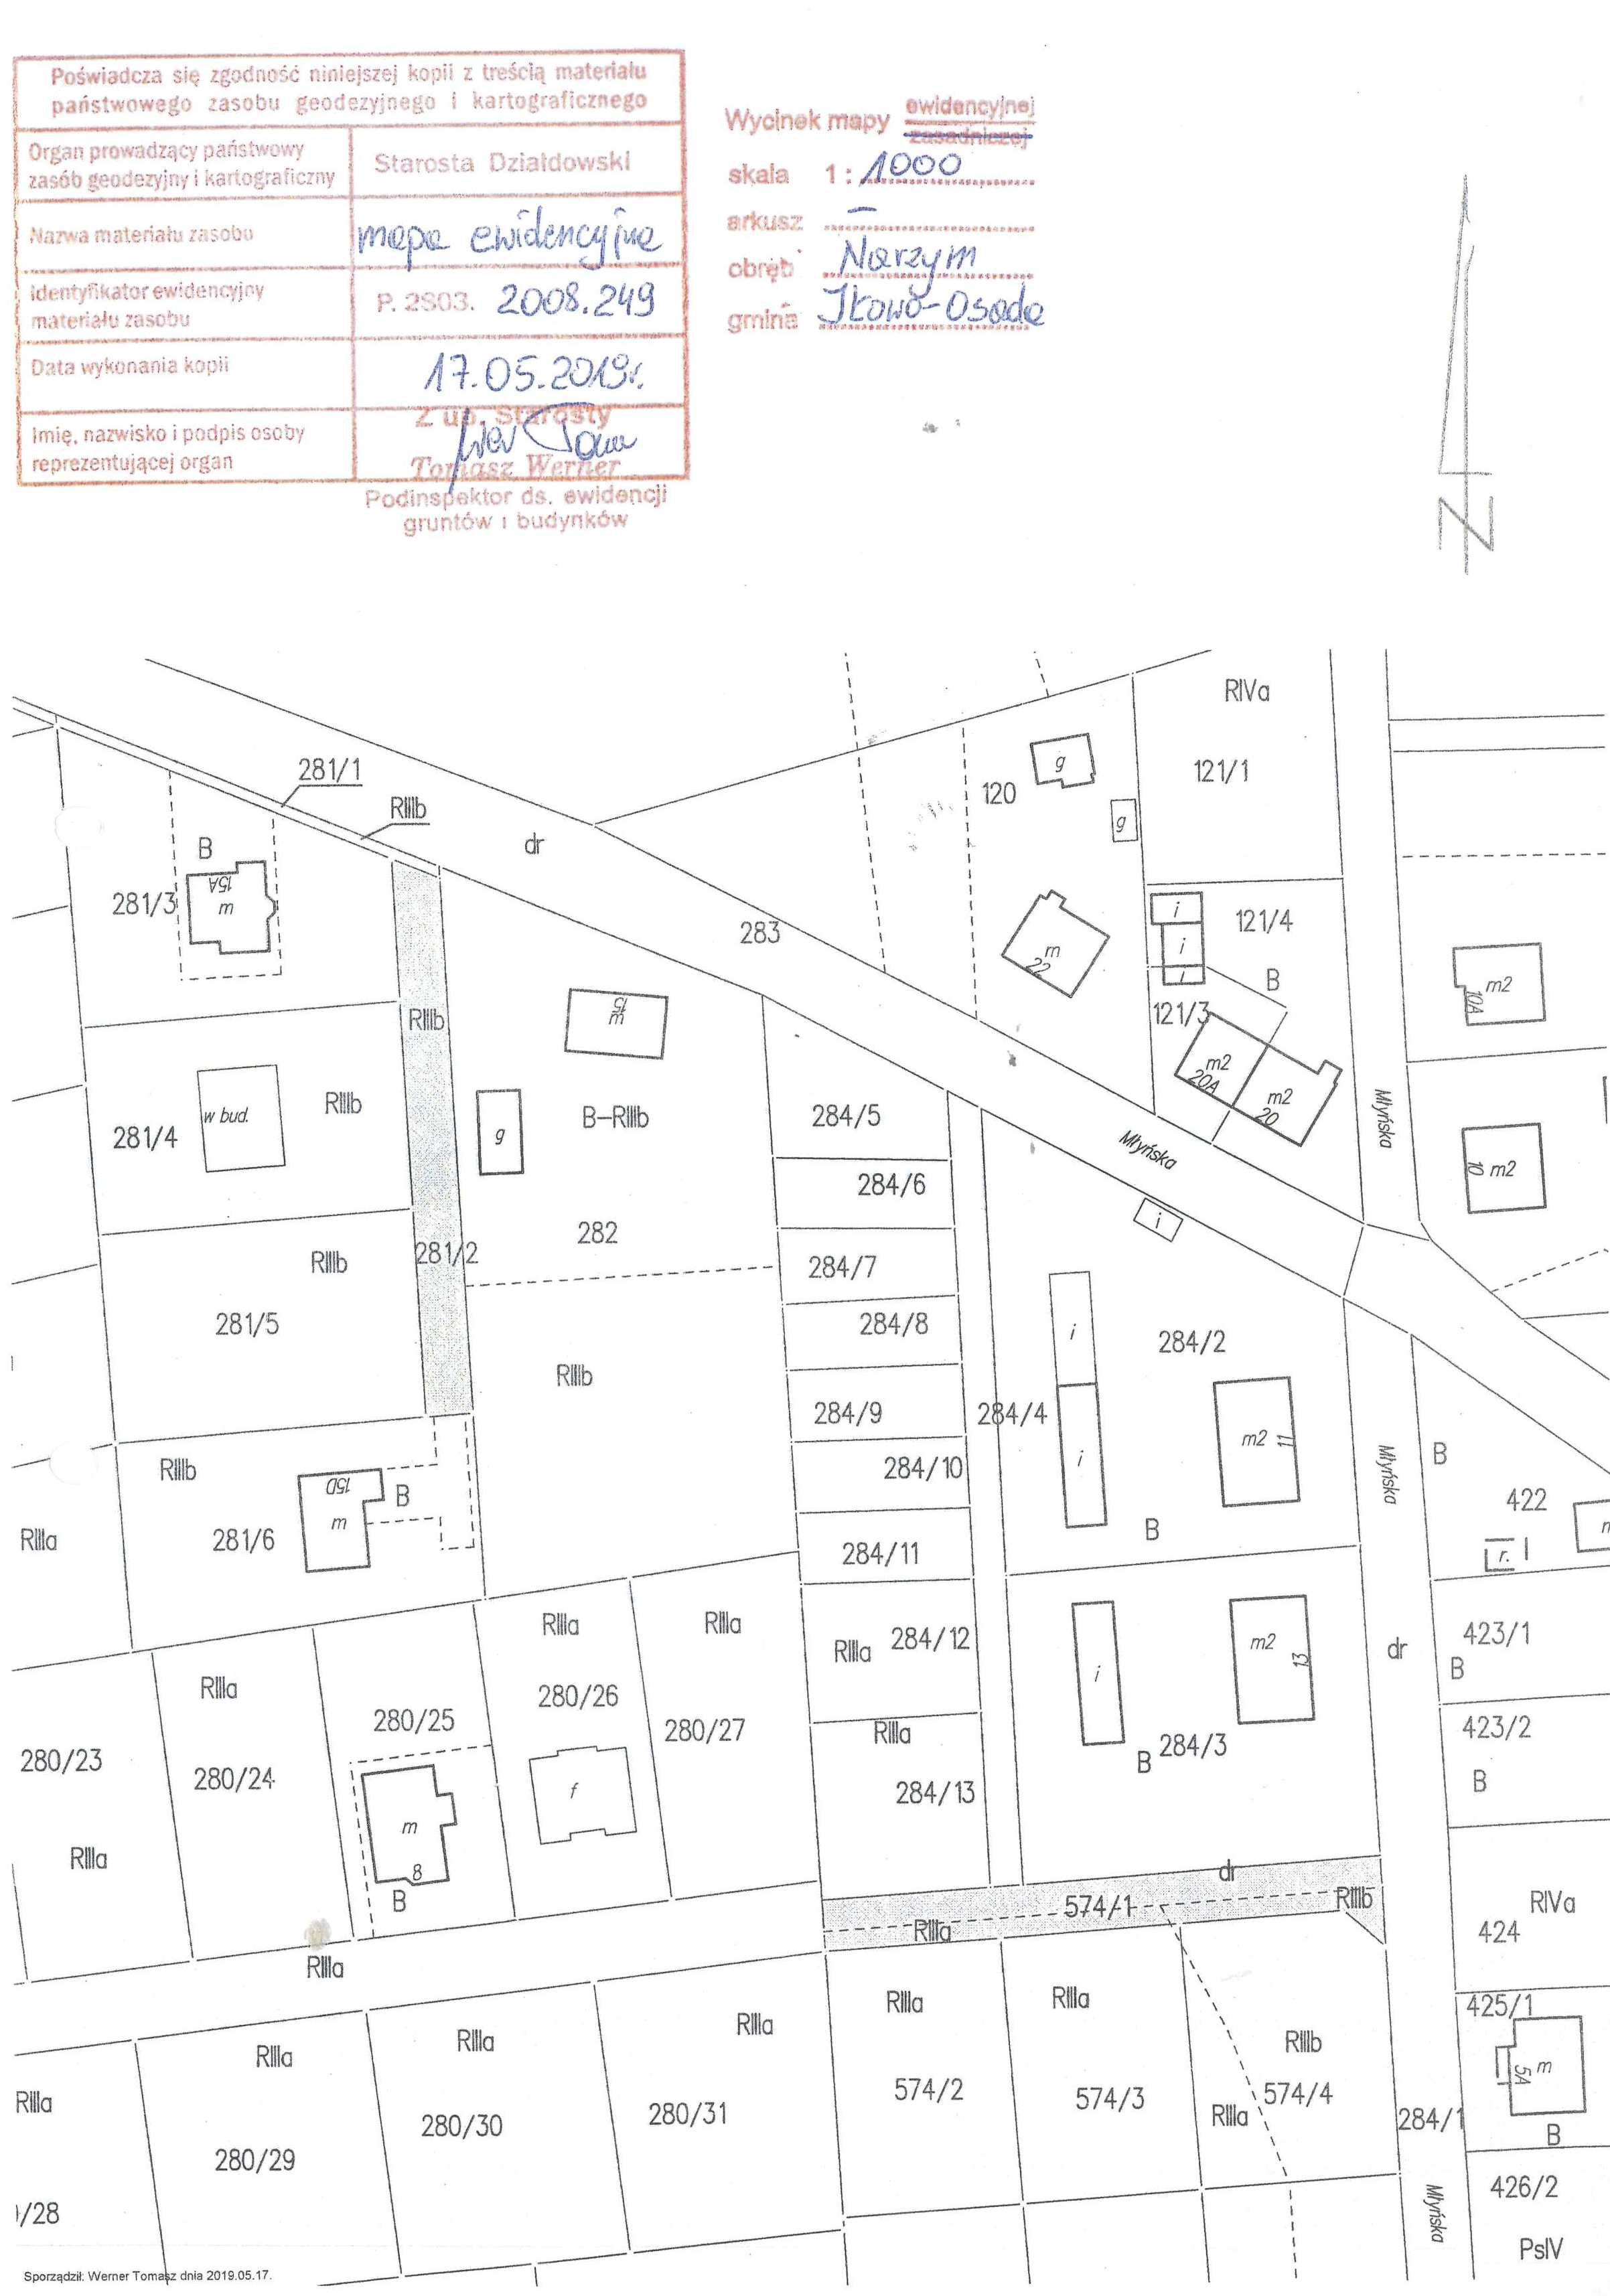 Poświadcza się zgodność niniejszej kopii z treścią materiału
państwowego zasobu geodezyjnego i kartograficznego
Organ prowadzący państwowy
zasób geodezyjny i kartograficzny
Starosta Działdowski
Nazwa materiału zasobu
mapa ewidencyjna
Identyfikator ewidencyjny
materiału zasobu
P. 2803. 2008.249
Data wykonania kopii
17.05.2019r.
Imię, nazwisko i podpis osoby
reprezentującej organ
Z up. Starosty
Tomasz Werner
Podinspektor ds. ewidencji
gruntów i budynków
Wycinek mapy ewidencyjnej
zasadniczej
skala 1: 1000
arkusz –
obręb Narzym
gmina Iłowo-Osada
N
RIVa
281/1
121/1
g
120
RIIIb
g
dr
B
15A
281/3
m
i
121/4
283
i
m
22
B
m2
10A
i
RIIIb
15
m
121/3
m2
20A
m2
20
RIIIb
w bud.
B–RIIIb
284/5
Młyńska
281/4
g
Młyńska
10
m2
284/6
i
282
281/2
RIIIb
284/7
281/5
284/8
i
284/2
RIIIb
284/9
284/4
m2
11
B
i
RIIIb
284/10
Młyńska
15D
B
422
m
B
RIIIa
281/6
284/11
r.
RIIIa
RIIIa
RIIIa
284/12
m2
13
dr
423/1
i
B
RIIIa
280/26
280/25
280/27
RIIIa
284/3
B
423/2
280/23
280/24
f
284/13
B
m
RIIIa
8
B
dr
574/1
RIIIb
RIVa
RIIIa
424
RIIIa
RIIIa
RIIIa
425/1
RIIIa
RIIIa
RIIIa
RIIIb
m
5A
RIIIa
574/2
574/3
574/4
280/30
280/31
RIIIa
284/1
B
280/29
426/2
/28
Młyńska
PsIV
Sporządził: Werner Tomasz dnia 2019.05.17.